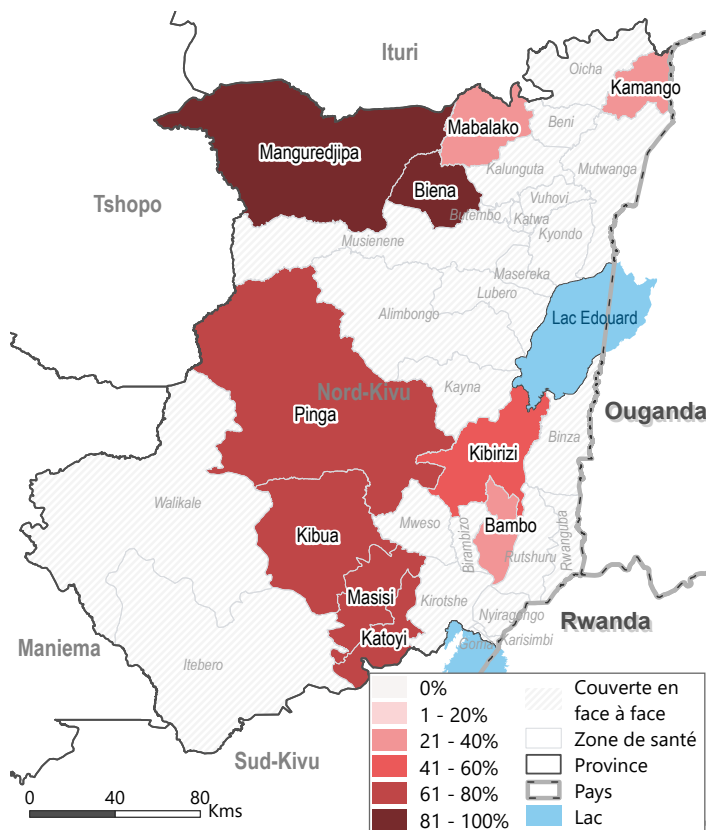 Ituri
Oicha
Kamango
Mabalako
Beni
Manguredjipa
Kalunguta
Mutwanga
Biena
Vuhovi
Tshopo
Butembo
Katwa
Musienene
Kyondo
Masereka
Lubero
Alimbongo
Lac Edouard
Nord-Kivu
Kayna
Pinga
Ouganda
Binza
Kibirizi
Walikale
Mweso
Bambo
Kibua
Birambizo
Rwanguba
Rutshuru
Masisi
Kirotshe
Nyiragongo
Rwanda
Katoyi
Karisimbi
Goma
Maniema
Itebero
Sud-Kivu
0 40 80
Kms
0%
1 - 20%
21 - 40%
41 - 60%
61 - 80%
81 - 100%
Couverte en
face à face
Zone de santé
Province
Pays
Lac